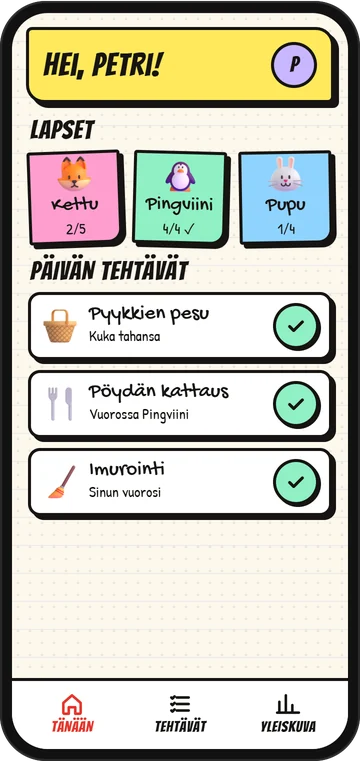 HEI, PETRI!
P
LAPSET
Kettu
2/5
Pinguiini
4/4 ✓
Pupu
1/4
PÄIVÄN TEHTÄVÄT
Pyykkien pesu
Kuka tahansa
Pöydän kattaus
Vuorossa Pingviini
Imurointi
Sinun vuorosi
TÄNÄÄN
TEHTÄVÄT
YLEISKUVA